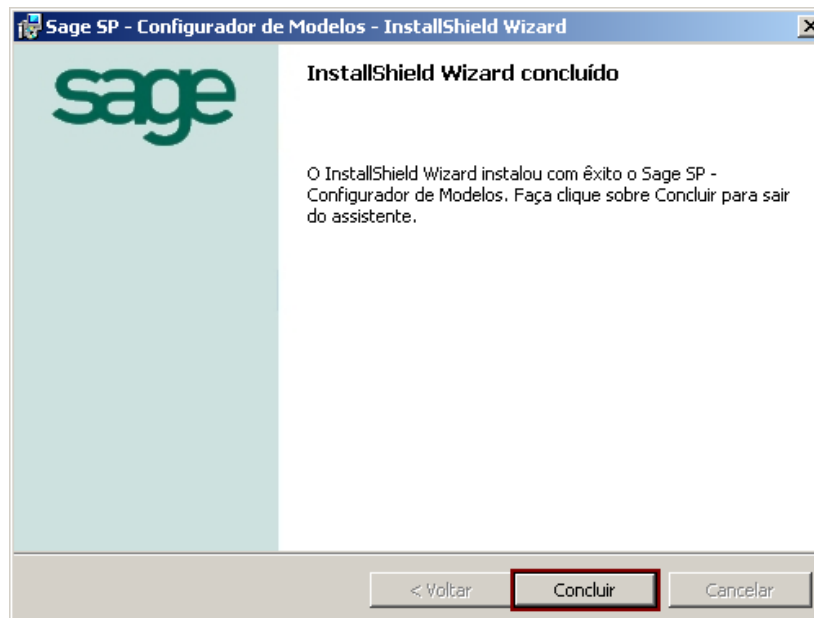 Sage SP - Configurador de Modelos - InstallShield Wizard
sage
InstallShield Wizard concluído
O InstallShield Wizard instalou com êxito o Sage SP -
Configurador de Modelos. Faça clique sobre Concluir para sair
do assistente.
< Voltar
Concluir
Cancelar